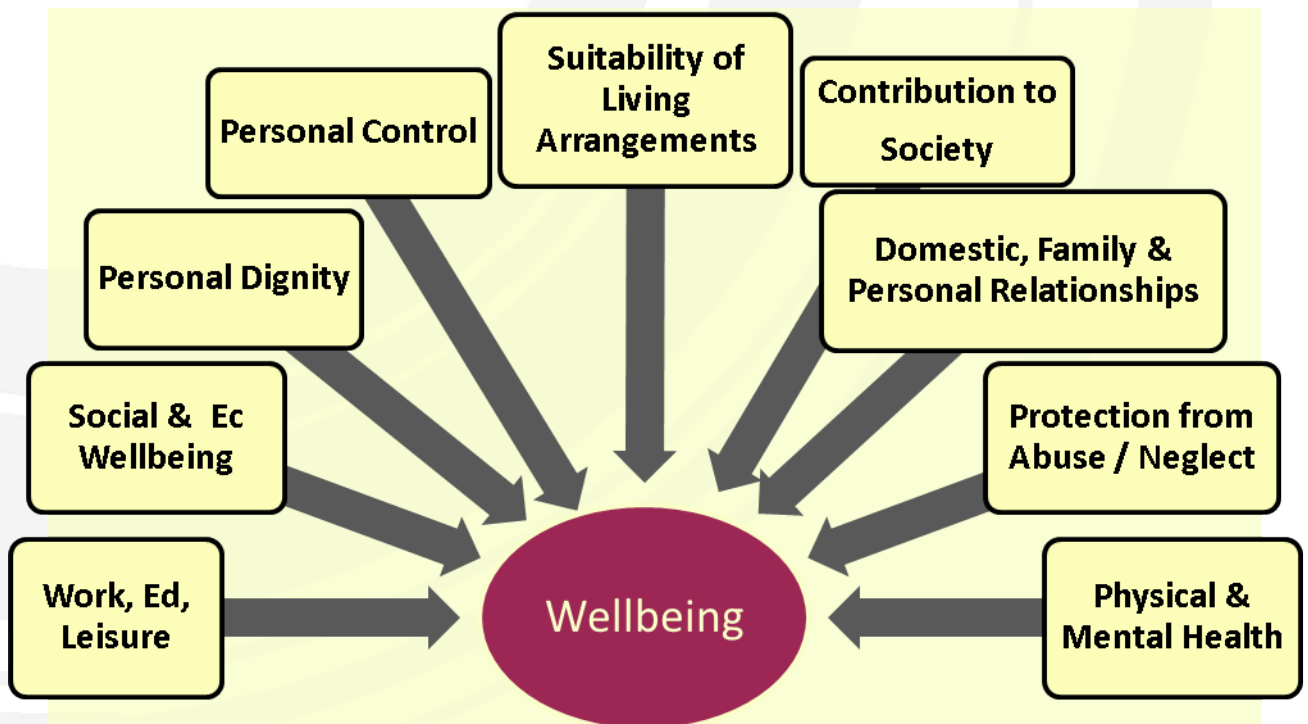 Suitability of
Living
Arrangements
Personal Control
Contribution to
Society
Personal Dignity
Domestic, Family &
Personal Relationships
Social &  Ec
Wellbeing
Protection from
Abuse / Neglect
Work, Ed,
Leisure
Wellbeing
Physical &
Mental Health